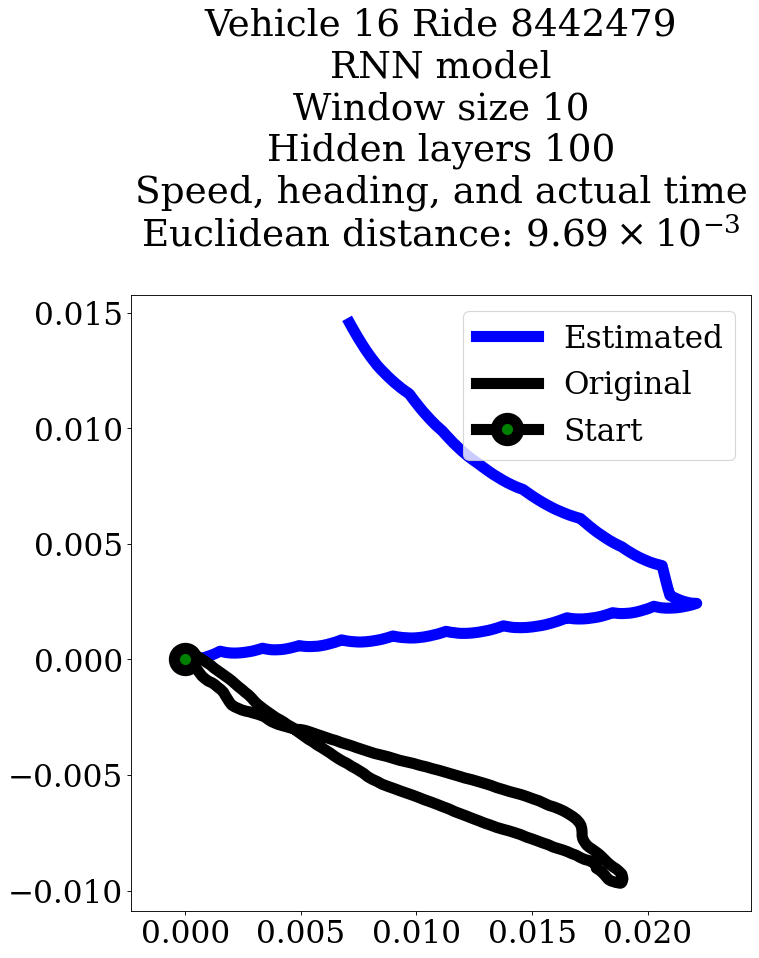 Vehicle 16 Ride 8442479
RNN model
Window size 10
Hidden layers 100
Speed, heading, and actual time
Euclidean distance: 9.69 × 10⁻³
Estimated
Original
Start
0.015
0.010
0.005
0.000
−0.005
−0.010
0.000 0.005 0.010 0.015 0.020